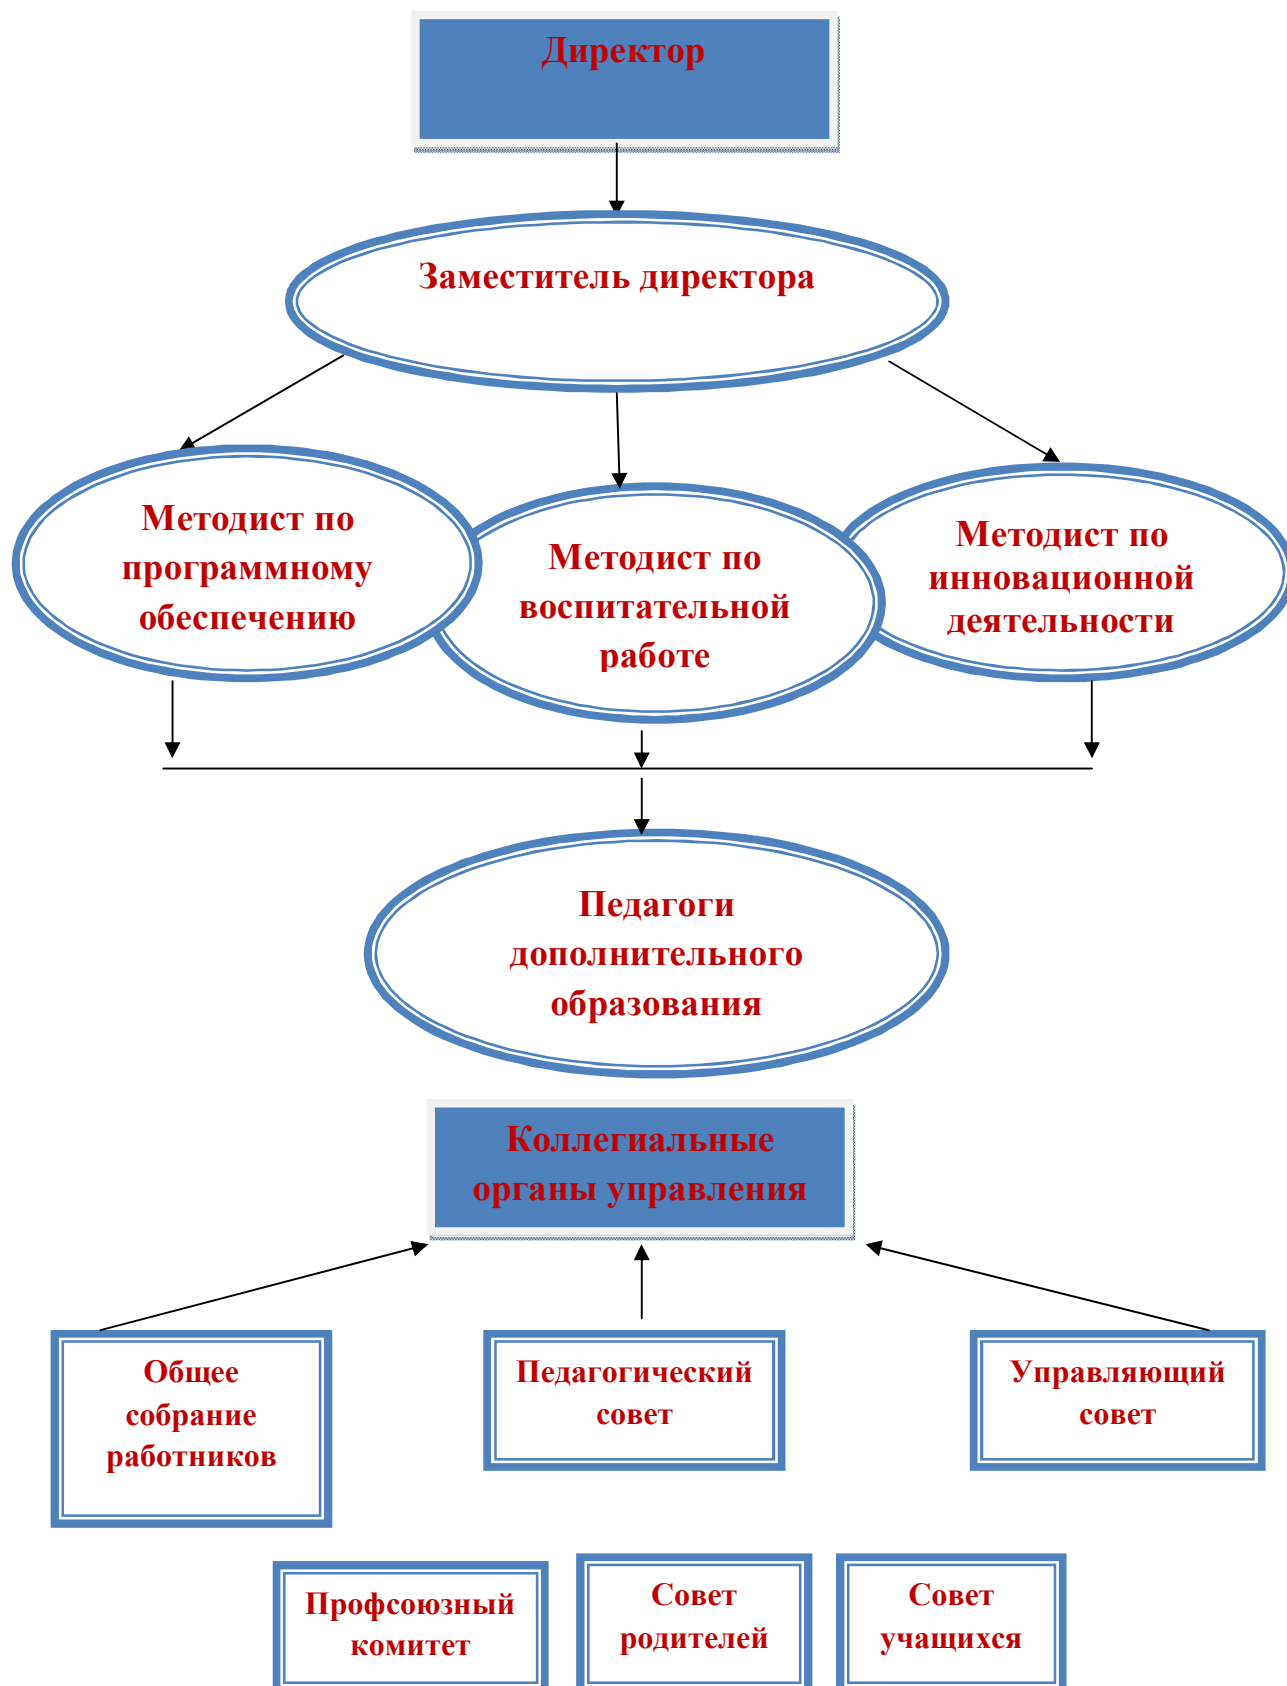 Директор
Заместитель директора
Методист по
программному
обеспечению
Методист по
воспитательной
работе
Методист по
инновационной
деятельности
Педагоги
дополнительного
образования
Коллегиальные
органы управления
Общее
собрание
работников
Педагогический
совет
Управляющий
совет
Профсоюзный
комитет
Совет
родителей
Совет
учащихся